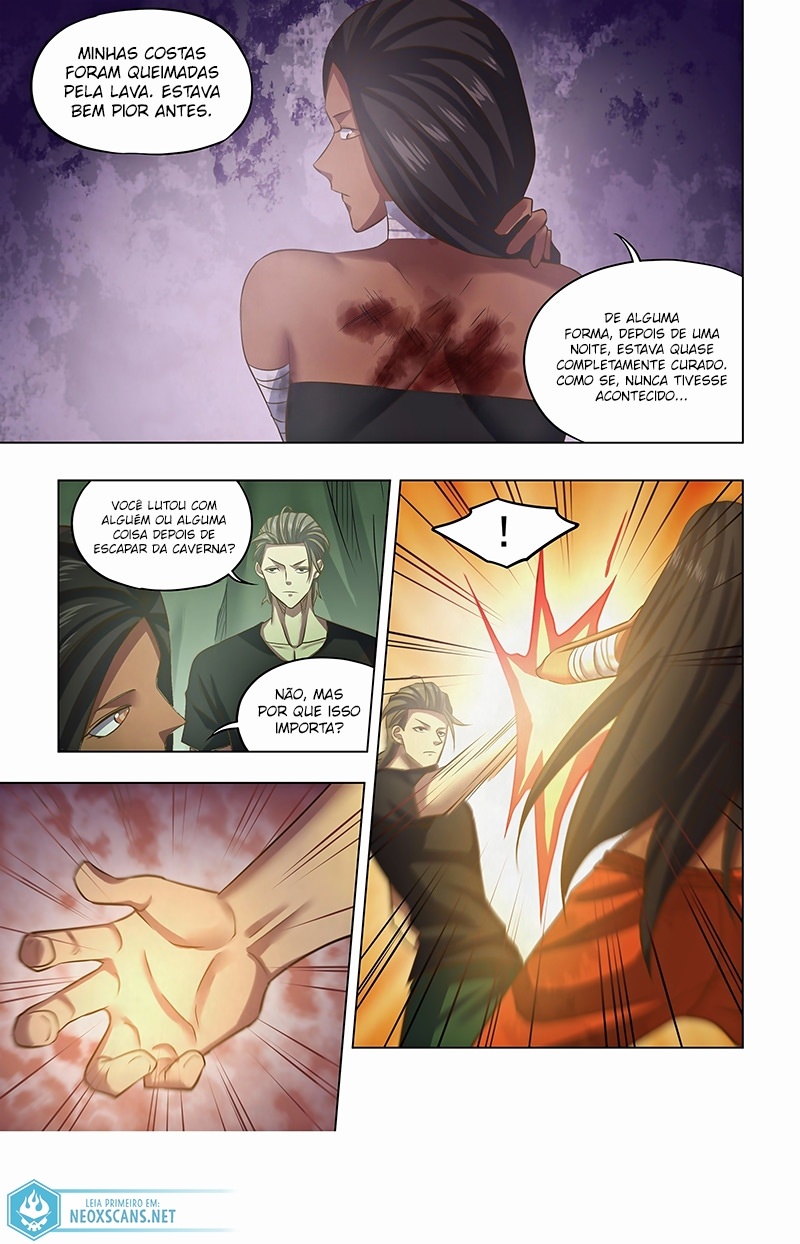 MINHAS COSTAS
FORAM QUEIMADAS
PELA LAVA. ESTAVA
BEM PIOR ANTES.
DE ALGUMA
FORMA, DEPOIS DE UMA
NOITE, ESTAVA QUASE
COMPLETAMENTE CURADO.
COMO SE, NUNCA TIVESSE
ACONTECIDO...
VOCÊ LUTOU COM
ALGUÉM OU ALGUMA
COISA DEPOIS DE
ESCAPAR DA CAVERNA?
NÃO, MAS
POR QUE ISSO
IMPORTA?
!
LEIA PRIMEIRO EM:
NEOXSCANS.NET